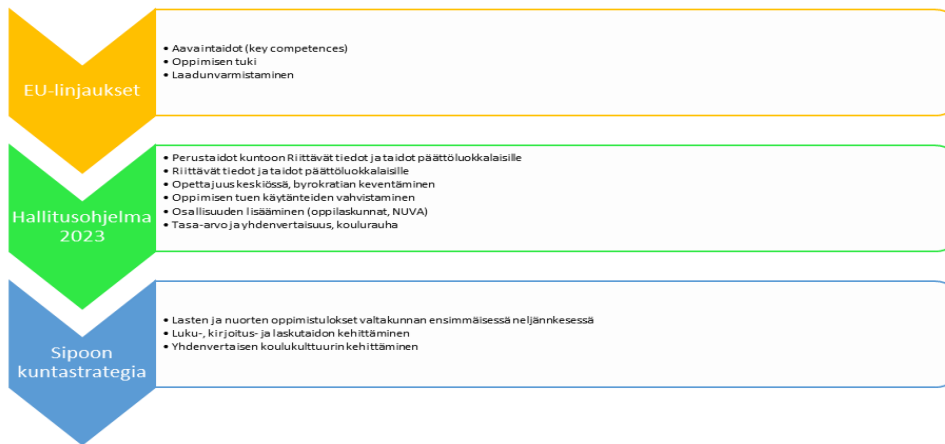 EU-linjaukset
• Aavaintaidot (key competences)
• Oppimisen tuki
• Laadunvarmistaminen
Hallitusohjelma
2023
• Perustaidot kuntoon Riittävät tiedot ja taidot päättöluokkalaisille
• Riittävät tiedot ja taidot päättöluokkalaisille
• Opettajuus keskiössä, byrokratian keventäminen
• Oppimisen tuen käytänteiden vahvistaminen
• Osallisuuden lisääminen (oppilaskunnat, NUVA)
• Tasa-arvo ja yhdenvertaisuus, koulurauha
Sipoon
kuntastrategia
• Lasten ja nuorten oppimistulokset valtakunnan ensimmäisessä neljännkesessä
• Luku-, kirjoitus- ja laskutaidon kehittäminen
• Yhdenvertaisen koulukulttuurin kehittäminen